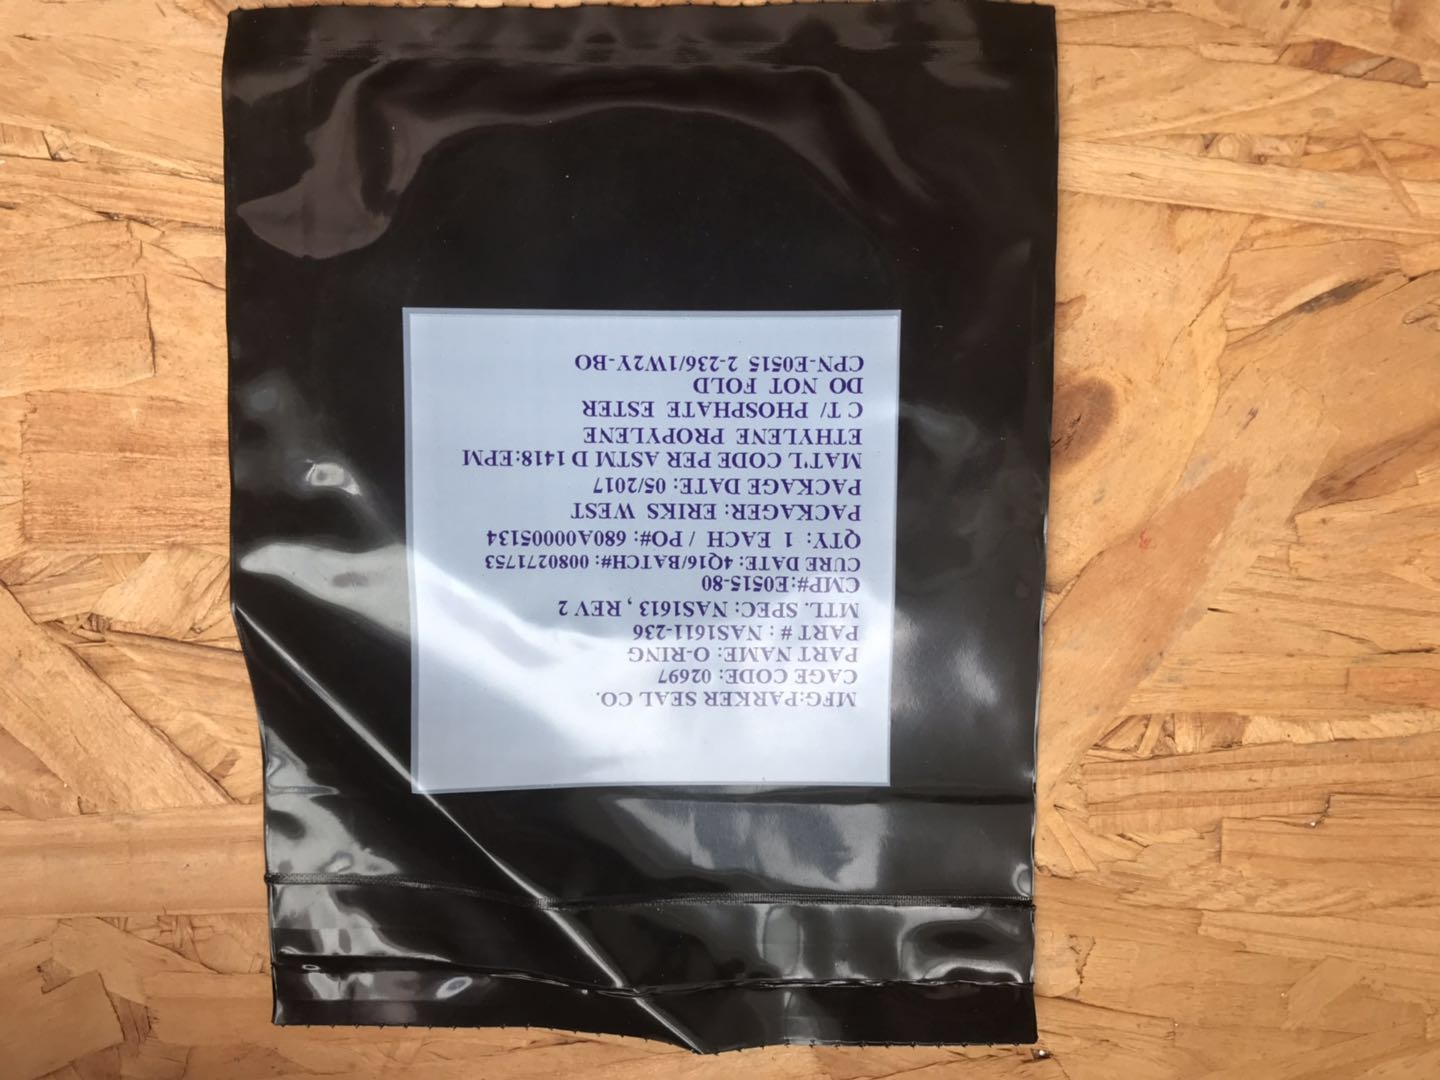 MFG:PARKER SEAL CO.
CAGE CODE: 02697
PART NAME: O-RING
PART # : NAS1611-236
MTL. SPEC: NAS1613 , REV 2
CMP#:E0515-80
CURE DATE: 4Q16/BATCH#: 0080271753
QTY: 1 EACH / PO#: 680A00005134
PACKAGER: ERIKS WEST
PACKAGE DATE: 05/2017
MAT'L CODE PER ASTM D 1418:EPM
ETHYLENE PROPYLENE
C T/ PHOSPHATE ESTER
DO NOT FOLD
CPN-E0515 2-236/1W2Y-BO